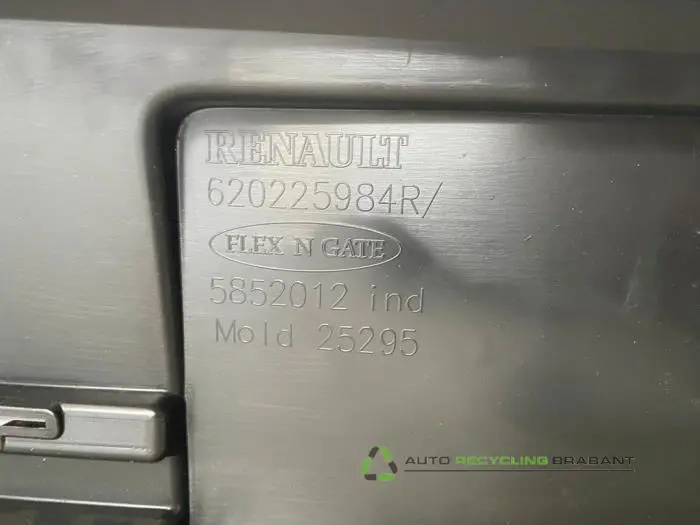 RENAULT
620225984R/
FLEX N GATE
5852012 ind
Mold 25295
AUTO RECYCLING BRABANT